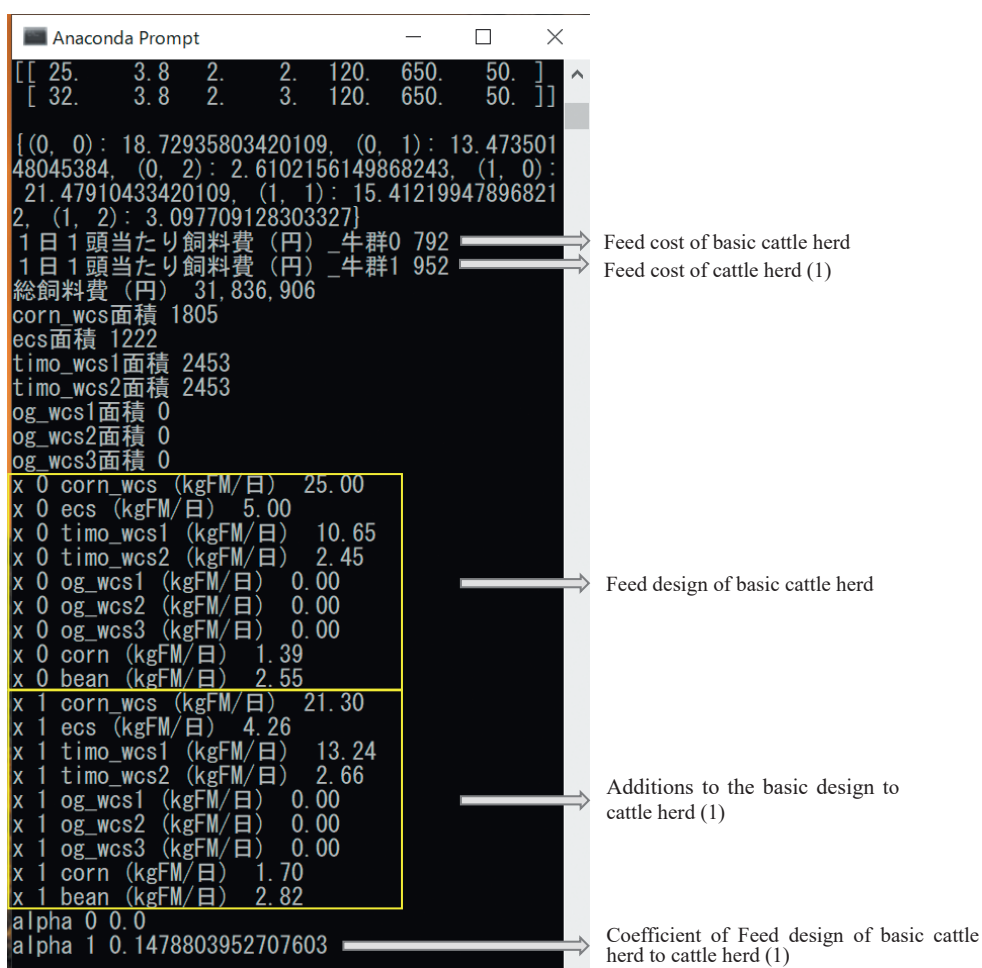 Anaconda Prompt
[[ 25. 3.8 2. 2. 120. 650. 50. ]
[ 32. 3.8 2. 3. 120. 650. 50. ]]
{(0, 0): 18.72935803420109, (0, 1): 13.473501
48045384, (0, 2): 2.6102156149868243, (1, 0):
21.47910433420109, (1, 1): 15.41219947896821
2, (1, 2): 3.097709128303327}
1日1頭当たり飼料費（円）_牛群0 792
Feed cost of basic cattle herd
1日1頭当たり飼料費（円）_牛群1 952
Feed cost of cattle herd (1)
総飼料費（円） 31,836,906
corn_wcs面積 1805
ecs面積 1222
timo_wcs1面積 2453
timo_wcs2面積 2453
og_wcs1面積 0
og_wcs2面積 0
og_wcs3面積 0
x 0 corn_wcs (kgFM/日) 25.00
x 0 ecs (kgFM/日) 5.00
x 0 timo_wcs1 (kgFM/日) 10.65
x 0 timo_wcs2 (kgFM/日) 2.45
x 0 og_wcs1 (kgFM/日) 0.00
Feed design of basic cattle herd
x 0 og_wcs2 (kgFM/日) 0.00
x 0 og_wcs3 (kgFM/日) 0.00
x 0 corn (kgFM/日) 1.39
x 0 bean (kgFM/日) 2.55
x 1 corn_wcs (kgFM/日) 21.30
x 1 ecs (kgFM/日) 4.26
x 1 timo_wcs1 (kgFM/日) 13.24
x 1 timo_wcs2 (kgFM/日) 2.66
x 1 og_wcs1 (kgFM/日) 0.00
Additions to the basic design to
cattle herd (1)
x 1 og_wcs2 (kgFM/日) 0.00
x 1 og_wcs3 (kgFM/日) 0.00
x 1 corn (kgFM/日) 1.70
x 1 bean (kgFM/日) 2.82
alpha 0 0.0
alpha 1 0.1478803952707603
Coefficient of Feed design of basic cattle
herd to cattle herd (1)